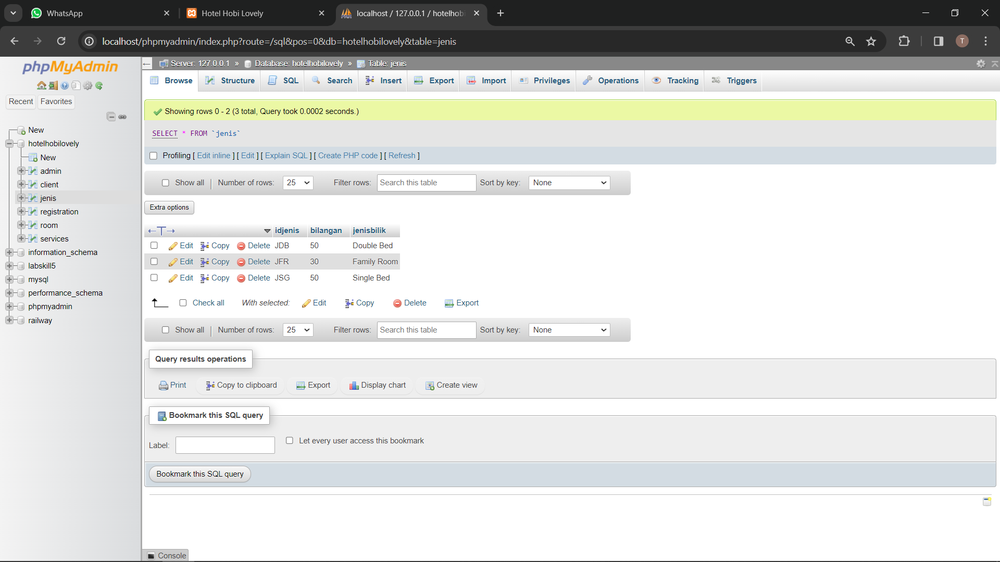 WhatsApp
Hotel Hobi Lovely
localhost / 127.0.0.1 / hotelhobi
localhost/phpmyadmin/index.php?route=/sql&pos=0&db=hotelhobilovely&table=jenis
T
phpMyAdmin
Recent
Favorites
New
hotelhobilovely
New
admin
client
jenis
registration
room
services
information_schema
labskill5
mysql
performance_schema
phpmyadmin
railway
Server: 127.0.0.1 » Database: hotelhobilovely » Table: jenis
Browse Structure SQL Search Insert Export Import Privileges Operations Tracking Triggers
Showing rows 0 - 2 (3 total, Query took 0.0002 seconds.)
SELECT * FROM `jenis`
Profiling [ Edit inline ] [ Edit ] [ Explain SQL ] [ Create PHP code ] [ Refresh ]
Show all | Number of rows: 25 Filter rows: Search this table Sort by key: None
Extra options
←T→ idjenis bilangan jenisbilik
Edit Copy Delete JDB 50 Double Bed
Edit Copy Delete JFR 30 Family Room
Edit Copy Delete JSG 50 Single Bed
Check all With selected: Edit Copy Delete Export
Show all | Number of rows: 25 Filter rows: Search this table Sort by key: None
Query results operations
Print Copy to clipboard Export Display chart Create view
Bookmark this SQL query
Label: Let every user access this bookmark
Bookmark this SQL query
Console